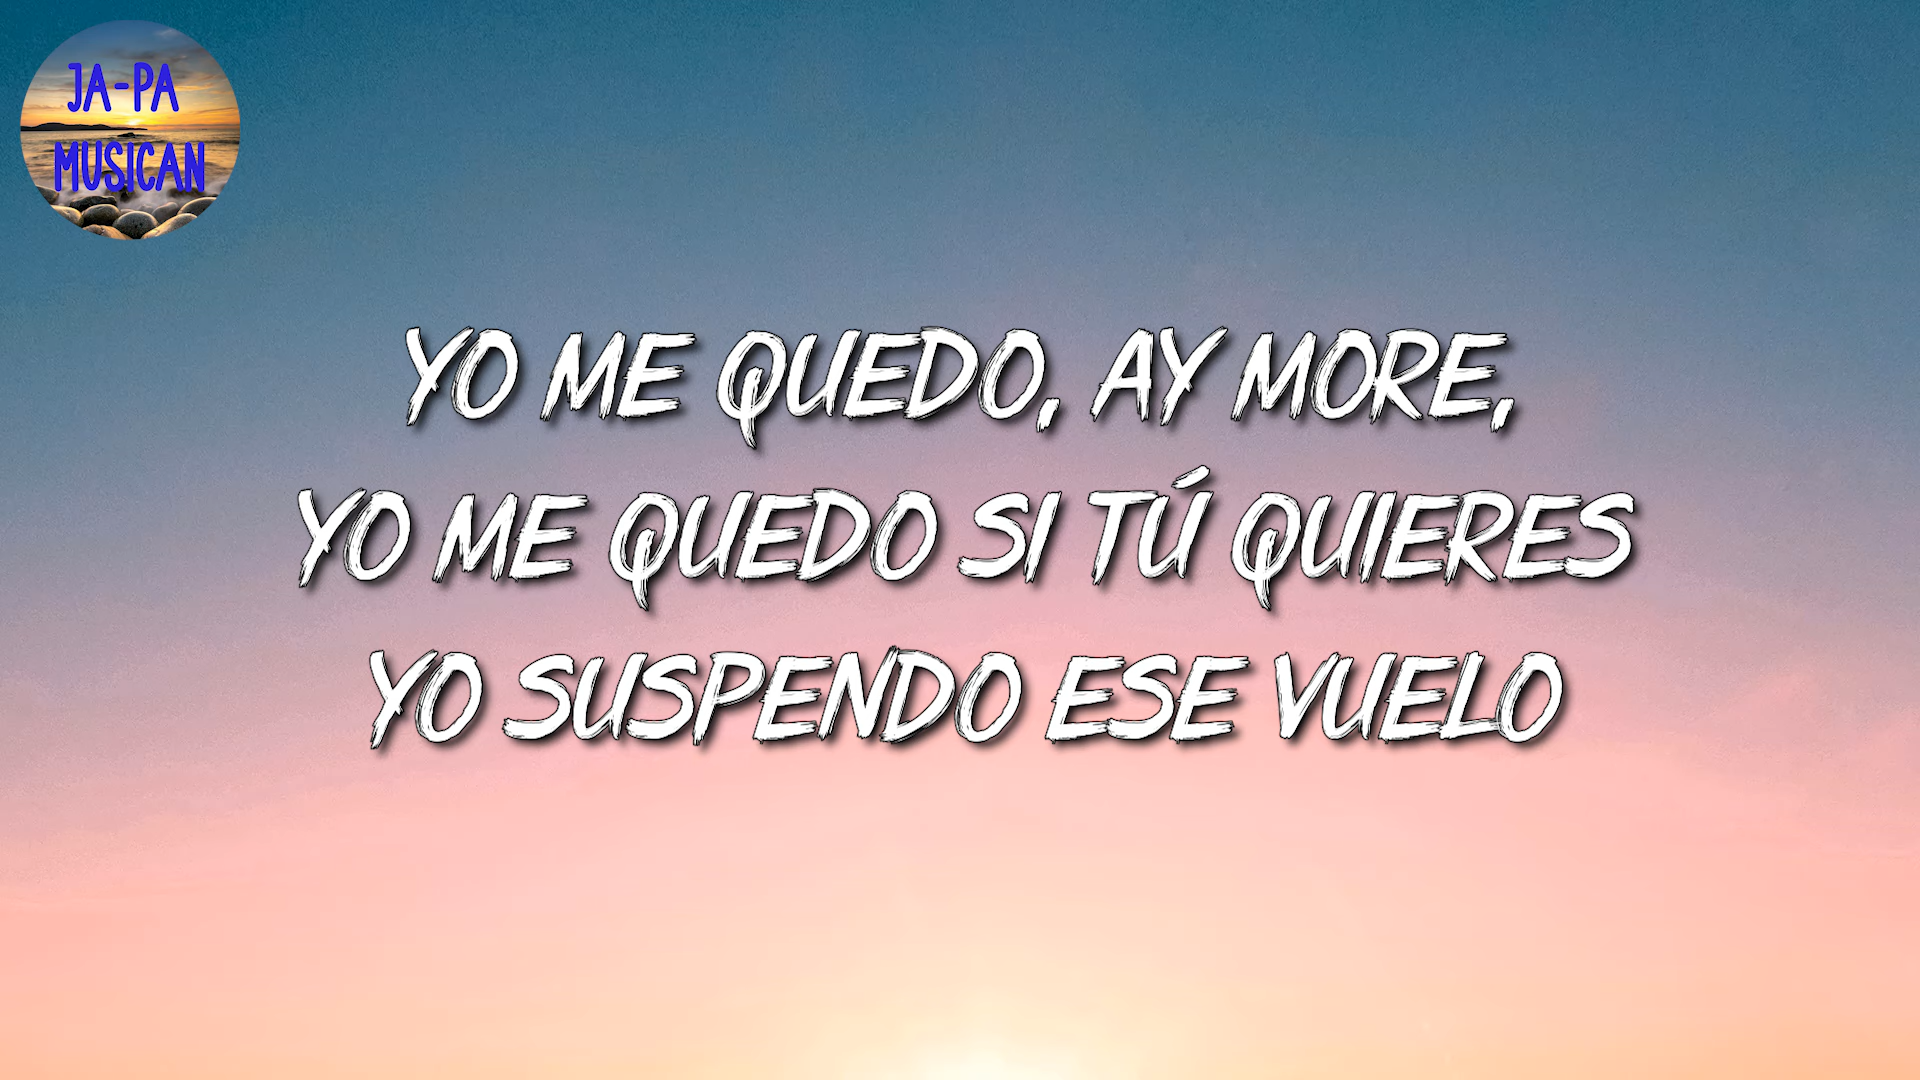 JA-PA
MUSICAN
YO ME QUEDO, AY MORE,
YO ME QUEDO SI TÚ QUIERES
YO SUSPENDO ESE VUELO